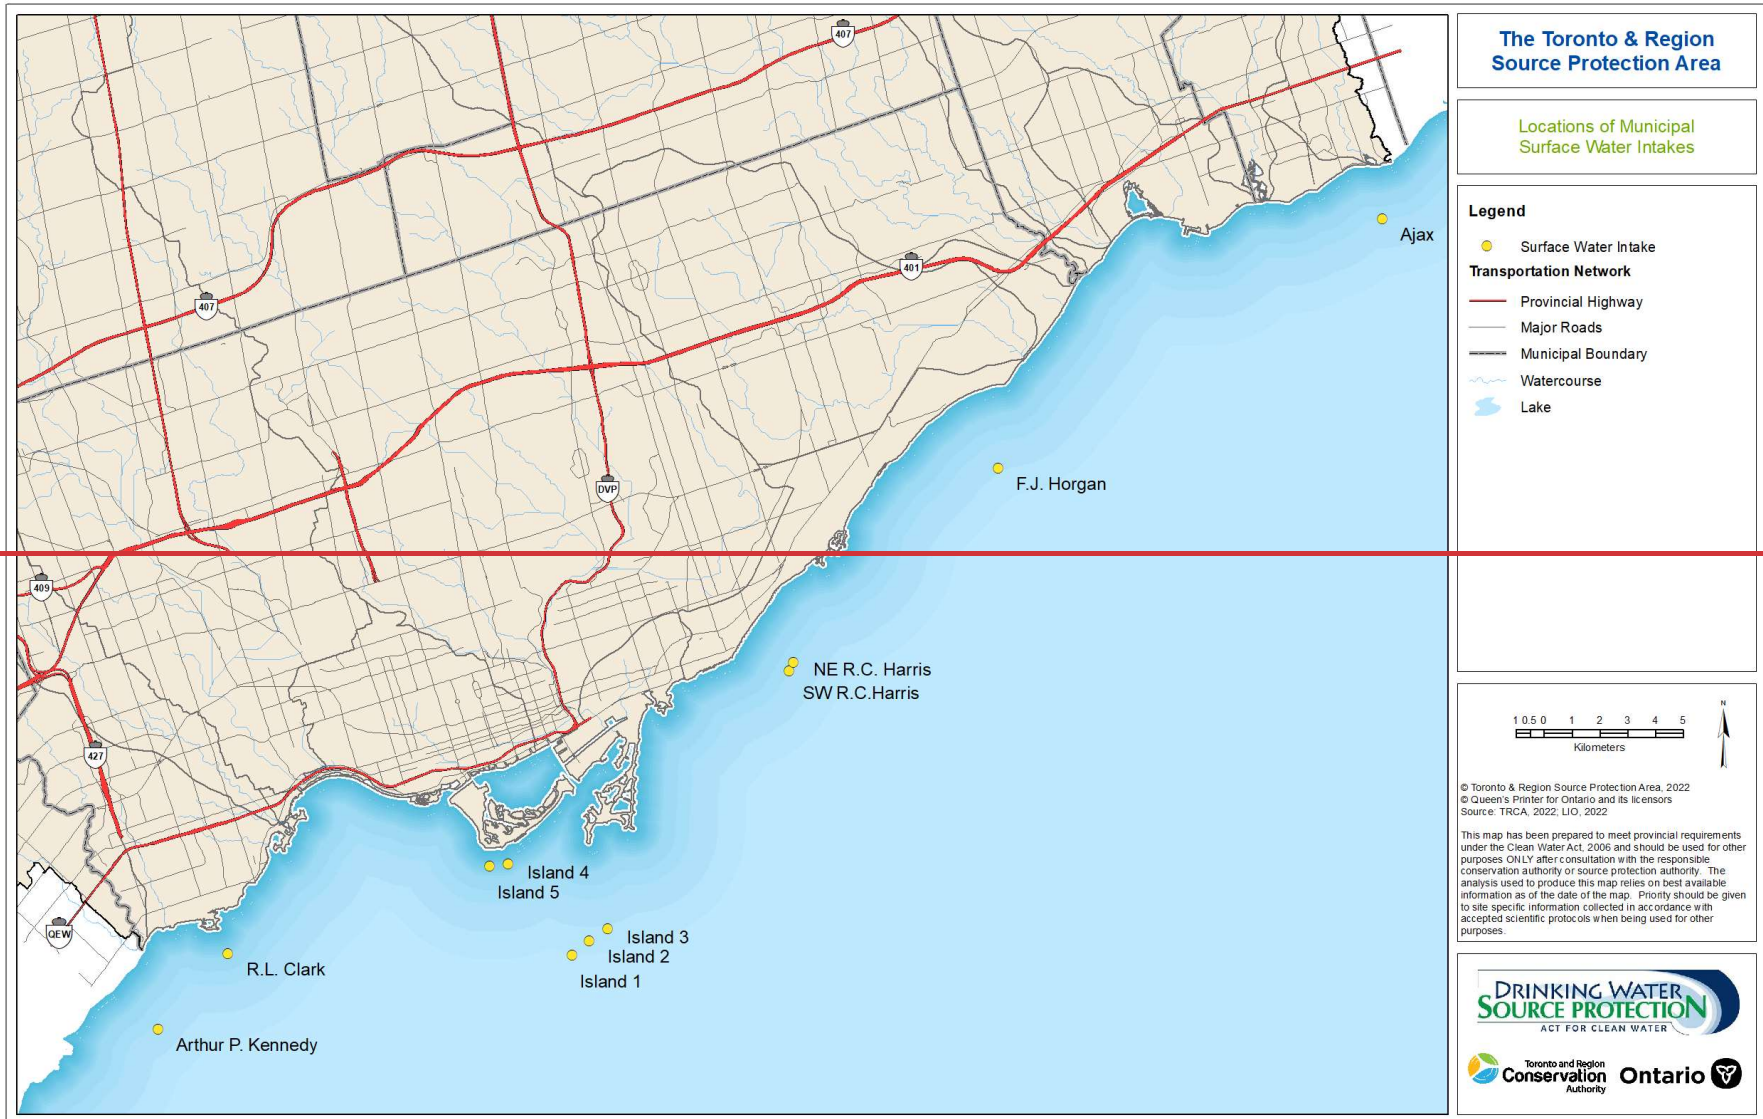 The Toronto & Region
Source Protection Area
Locations of Municipal
Surface Water Intakes
Legend
Surface Water Intake
Transportation Network
Provincial Highway
Major Roads
Municipal Boundary
Watercourse
Lake
407
Ajax
401
407
F.J. Horgan
DVP
409
NE R.C. Harris
SW R.C.Harris
427
Island 4
Island 5
QEW
Island 3
Island 2
Island 1
R.L. Clark
Arthur P. Kennedy
N
1 0.5 0 1 2 3 4 5
Kilometers
© Toronto & Region Source Protection Area, 2022
© Queen's Printer for Ontario and its licensors
Source: TRCA, 2022; LIO, 2022
This map has been prepared to meet provincial requirements
under the Clean Water Act, 2006 and should be used for other
purposes ONLY after consultation with the responsible
conservation authority or source protection authority. The
analysis used to produce this map relies on best available
information as of the date of the map. Priority should be given
to site specific information collected in accordance with
accepted scientific protocols when being used for other
purposes.
DRINKING WATER
SOURCE PROTECTION
ACT FOR CLEAN WATER
Toronto and Region
Conservation
Authority
Ontario